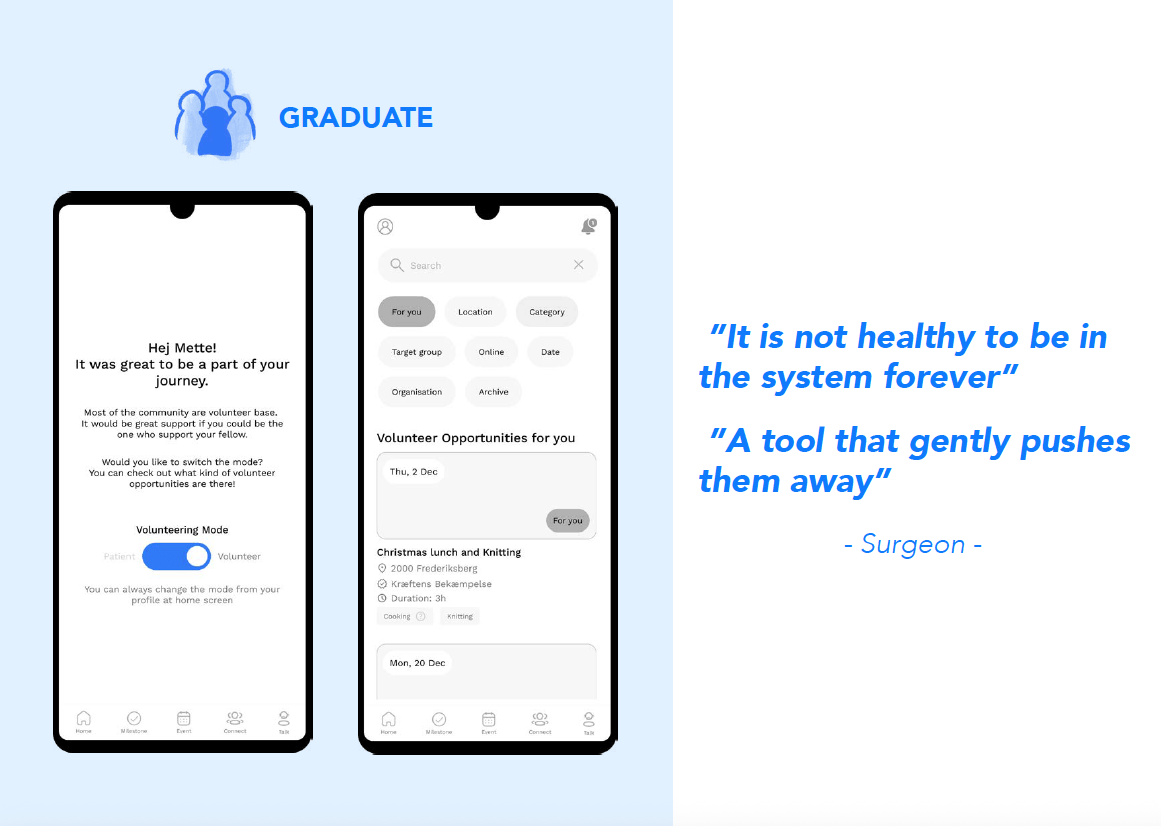 GRADUATE
Hej Mette!
It was great to be a part of your
journey.
Most of the community are volunteer base.
It would be great support if you could be the
one who support your fellow.
Would you like to switch the mode?
You can check out what kind of volunteer
opportunities are there!
Volunteering Mode
Patient Volunteer
You can always change the mode from your
profile at home screen
Home Milestone Event Connect Talk
1
Search
For you Location Category
Target group Online Date
Organisation Archive
Volunteer Opportunities for you
Thu, 2 Dec
For you
Christmas lunch and Knitting
2000 Frederiksberg
Kræftens Bekæmpelse
Duration: 3h
Cooking ? Knitting
Mon, 20 Dec
Home Milestone Event Connect Talk
”It is not healthy to be in
the system forever”
”A tool that gently pushes
them away”
- Surgeon -